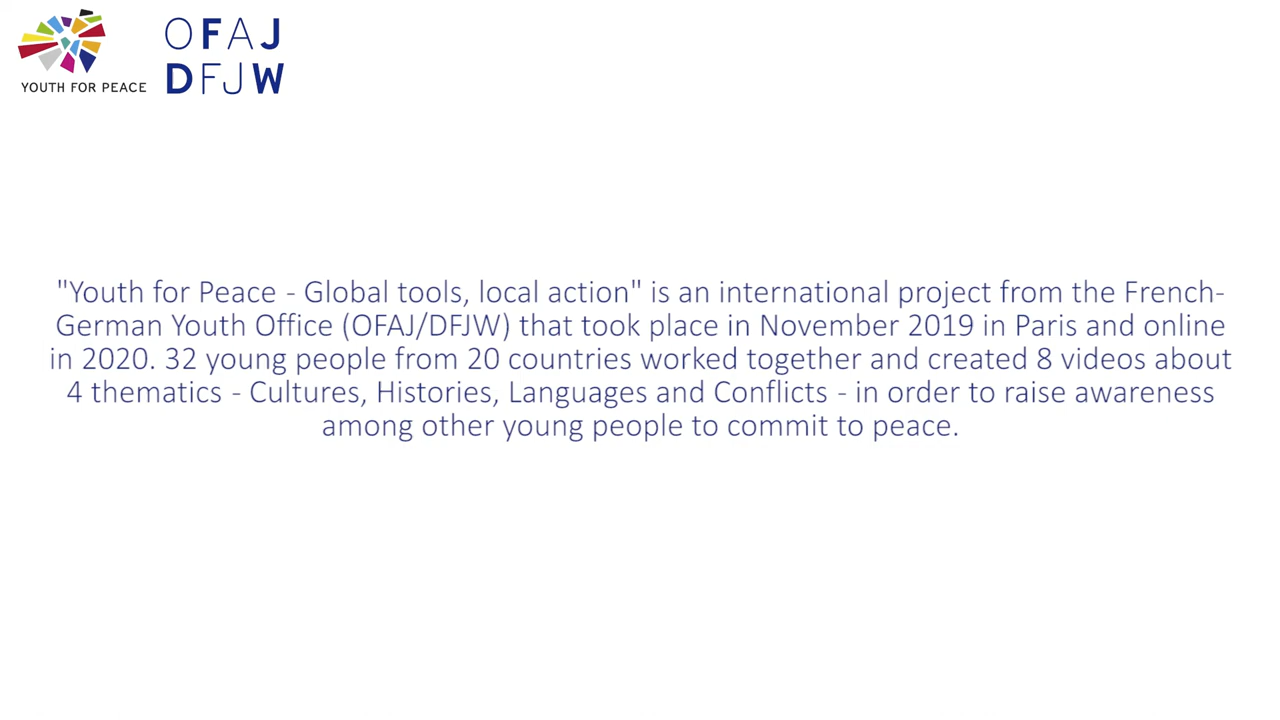 YOUTH FOR PEACE
OFAJ
DFJW
"Youth for Peace - Global tools, local action" is an international project from the French-
German Youth Office (OFAJ/DFJW) that took place in November 2019 in Paris and online
in 2020. 32 young people from 20 countries worked together and created 8 videos about
4 thematics - Cultures, Histories, Languages and Conflicts - in order to raise awareness
among other young people to commit to peace.